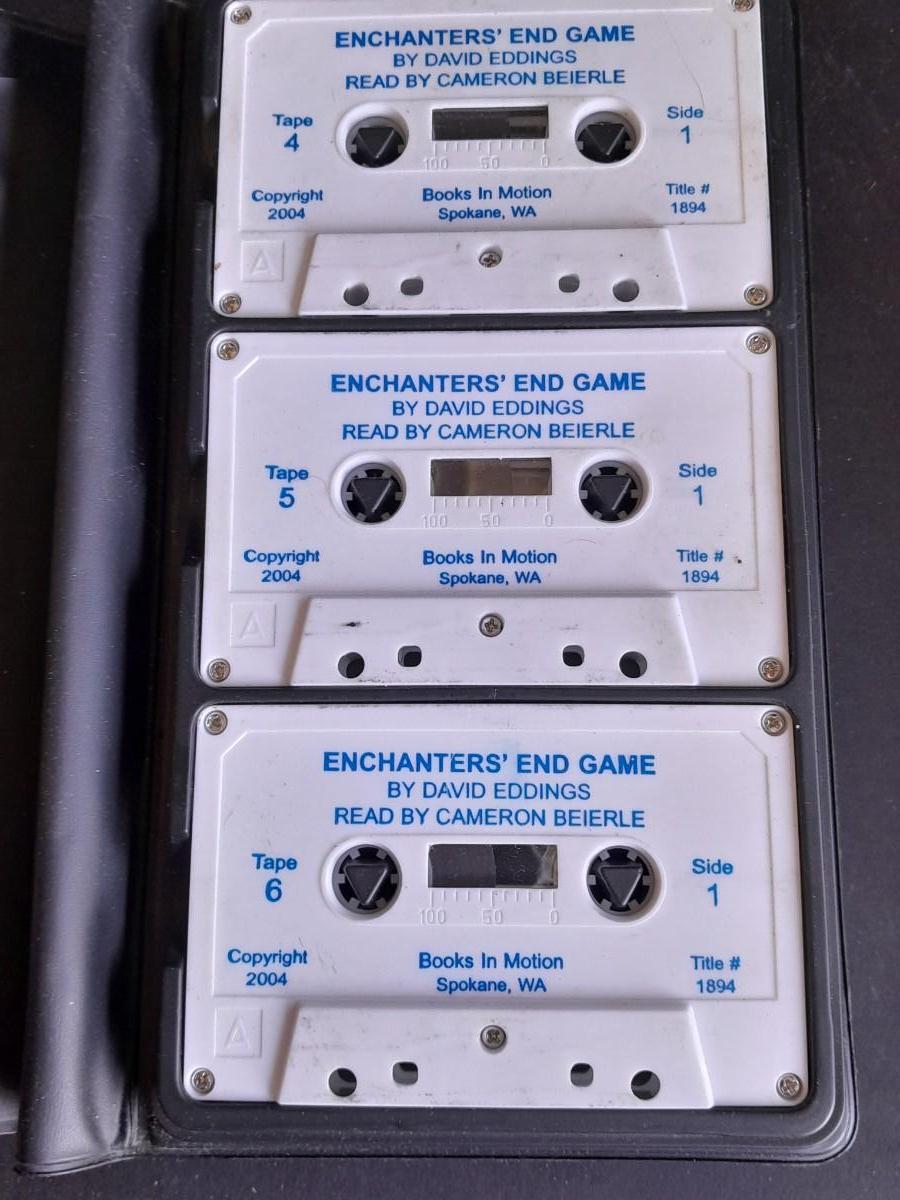 ENCHANTERS' END GAME
BY DAVID EDDINGS
READ BY CAMERON BEIERLE
Tape
4
Side
1
100 50 0
Copyright
2004
Books In Motion
Spokane, WA
Title #
1894
A
ENCHANTERS' END GAME
BY DAVID EDDINGS
READ BY CAMERON BEIERLE
Tape
5
Side
1
100 50 0
Copyright
2004
Books In Motion
Spokane, WA
Title #
1894
A
ENCHANTERS' END GAME
BY DAVID EDDINGS
READ BY CAMERON BEIERLE
Tape
6
Side
1
100 50 0
Copyright
2004
Books In Motion
Spokane, WA
Title #
1894
A